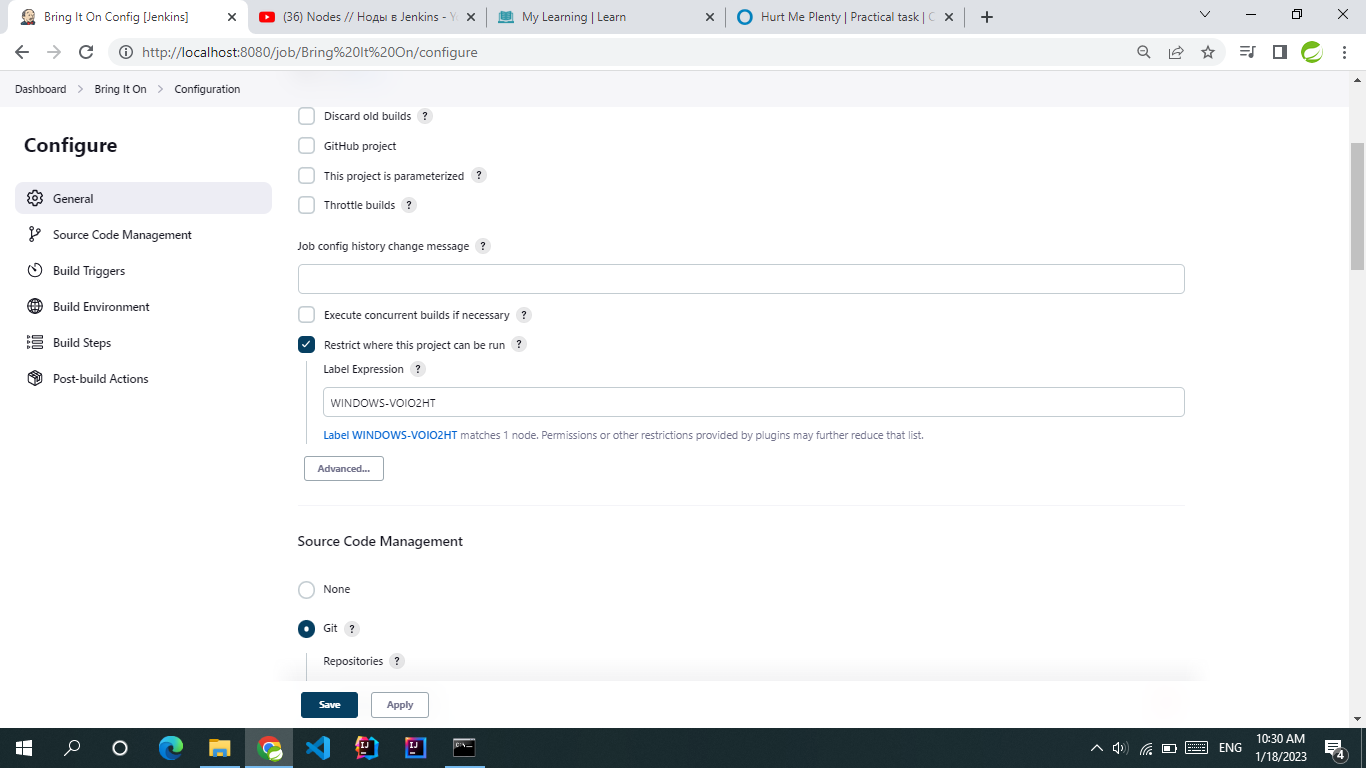 Bring It On Config [Jenkins]
(36) Nodes // Ноды в Jenkins - Y
My Learning | Learn
Hurt Me Plenty | Practical task | C
http://localhost:8080/job/Bring%20It%20On/configure
Dashboard > Bring It On > Configuration
Configure
General
Source Code Management
Build Triggers
Build Environment
Build Steps
Post-build Actions
Discard old builds ?
GitHub project
This project is parameterized ?
Throttle builds ?
Job config history change message ?
Execute concurrent builds if necessary ?
Restrict where this project can be run ?
Label Expression ?
WINDOWS-VOIO2HT
Label WINDOWS-VOIO2HT matches 1 node. Permissions or other restrictions provided by plugins may further reduce that list.
Advanced...
Source Code Management
None
Git ?
Repositories ?
Save
Apply
ENG
10:30 AM
1/18/2023
4